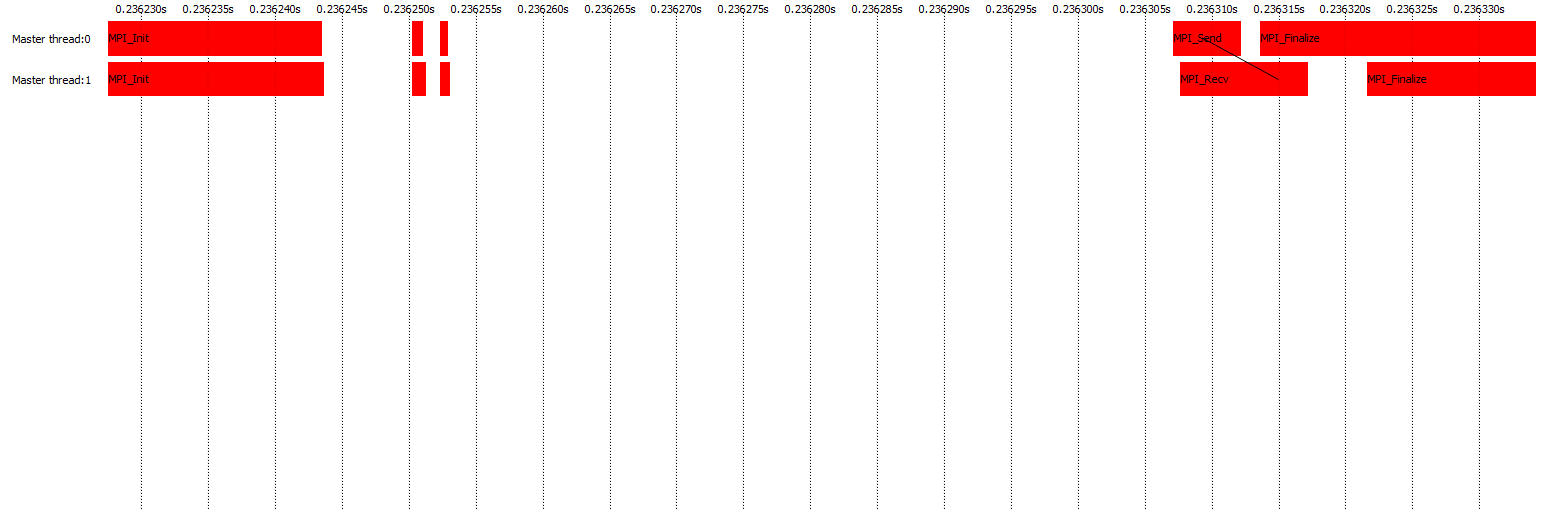 0.236230s 0.236235s 0.236240s 0.236245s 0.236250s 0.236255s 0.236260s 0.236265s 0.236270s 0.236275s 0.236280s 0.236285s 0.236290s 0.236295s 0.236300s 0.236305s 0.236310s 0.236315s 0.236320s 0.236325s 0.236330s
Master thread:0 MPI_Init MPI_Send MPI_Finalize
Master thread:1 MPI_Init MPI_Recv MPI_Finalize